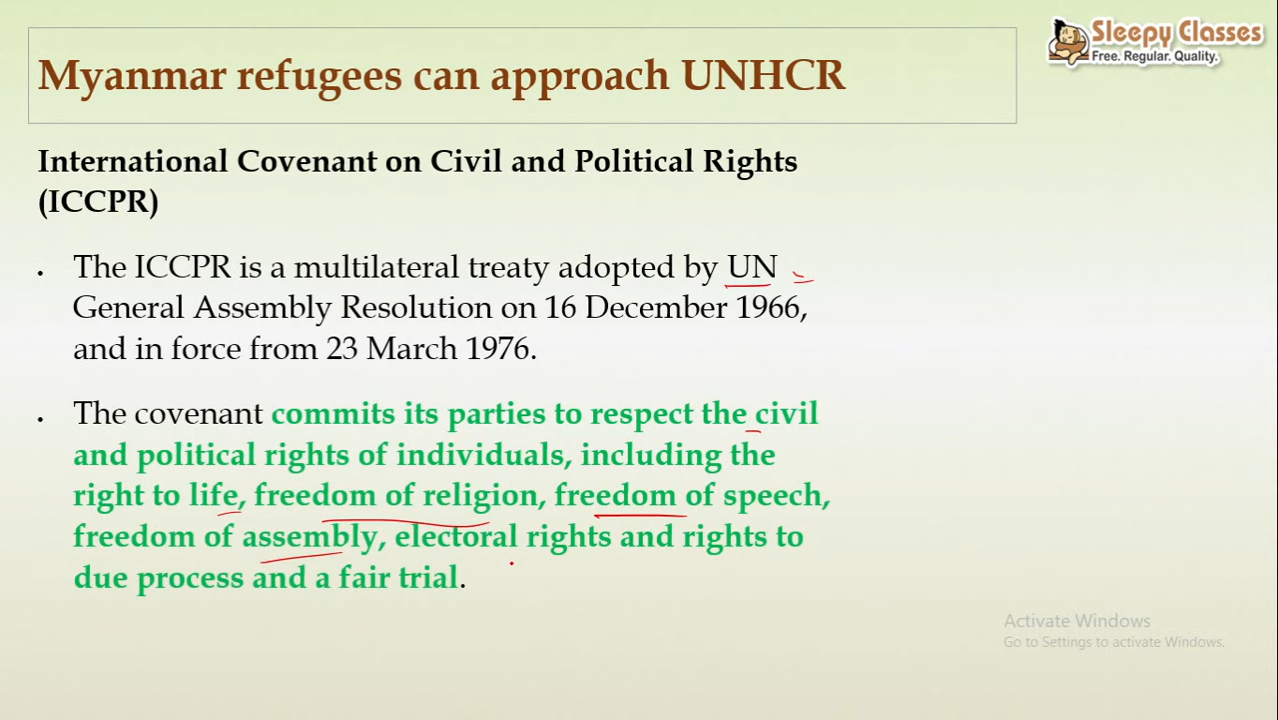 Sleepy Classes
Free. Regular. Quality.
Myanmar refugees can approach UNHCR
International Covenant on Civil and Political Rights
(ICCPR)
• The ICCPR is a multilateral treaty adopted by UN
General Assembly Resolution on 16 December 1966,
and in force from 23 March 1976.
• The covenant commits its parties to respect the civil
and political rights of individuals, including the
right to life, freedom of religion, freedom of speech,
freedom of assembly, electoral rights and rights to
due process and a fair trial.
Activate Windows
Go to Settings to activate Windows.